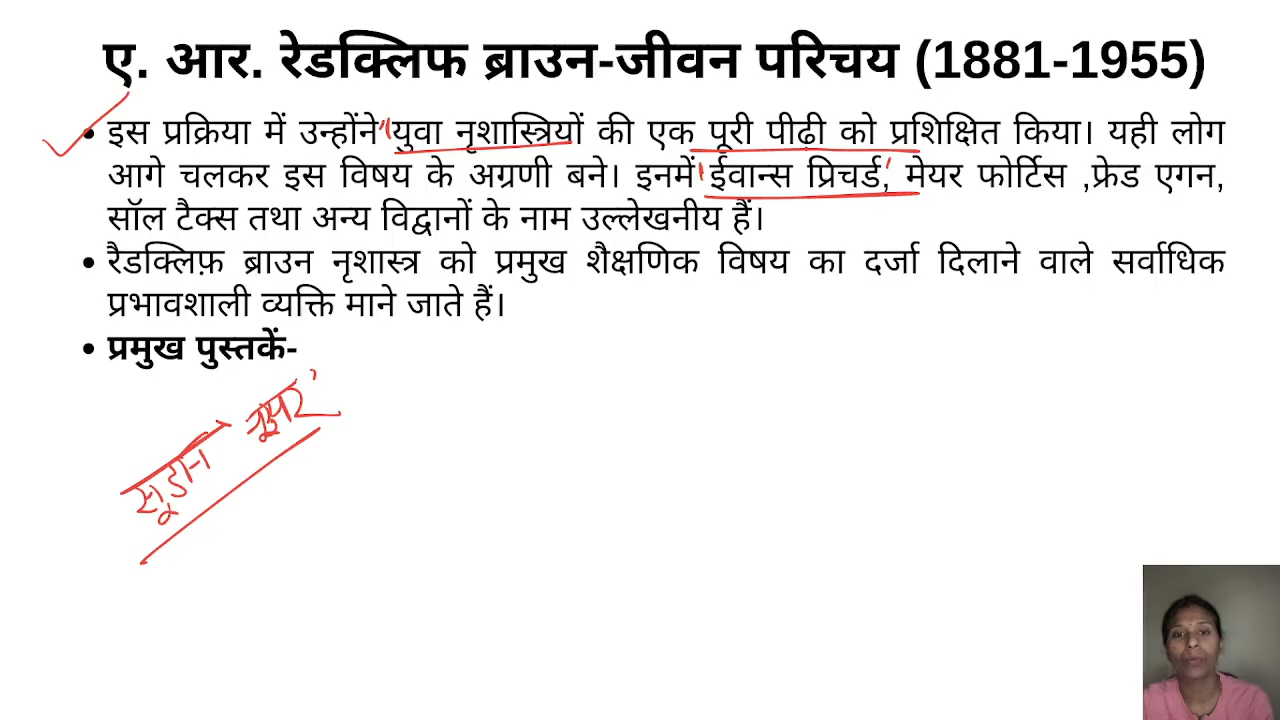 ए. आर. रेडक्लिफ ब्राउन-जीवन परिचय (1881-1955)
• इस प्रक्रिया में उन्होंने युवा नृशास्त्रियों की एक पूरी पीढ़ी को प्रशिक्षित किया। यही लोग
आगे चलकर इस विषय के अग्रणी बने। इनमें ईवान्स प्रिचर्ड, मेयर फोर्टिस ,फ्रेड एगन,
सॉल टैक्स तथा अन्य विद्वानों के नाम उल्लेखनीय हैं।
• रैडक्लिफ़ ब्राउन नृशास्त्र को प्रमुख शैक्षणिक विषय का दर्जा दिलाने वाले सर्वाधिक
प्रभावशाली व्यक्ति माने जाते हैं।
• प्रमुख पुस्तकें-
सूडान